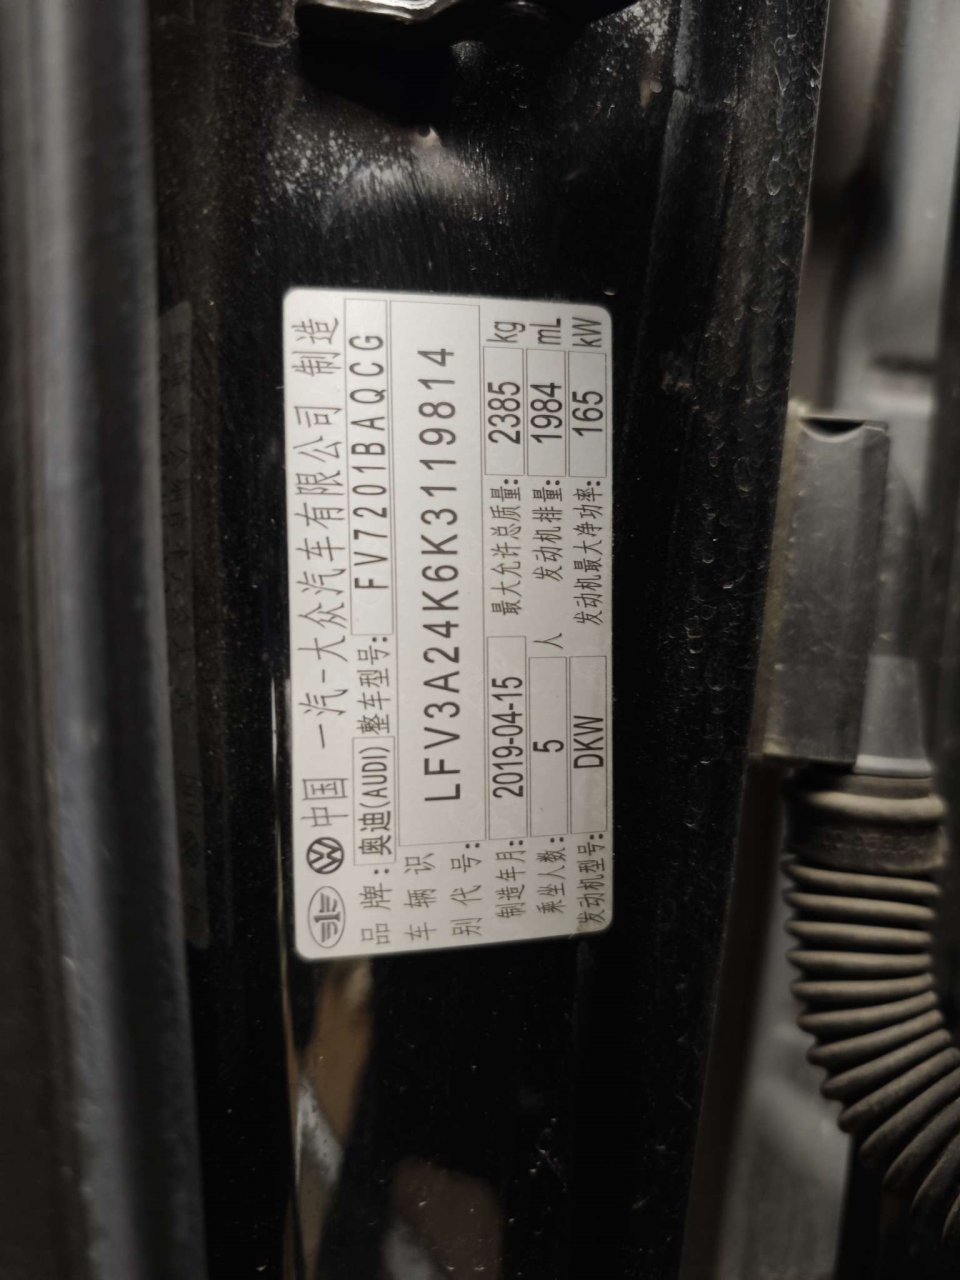 中国 一汽-大众汽车有限公司 制造
品牌: 奥迪(AUDI) 整车型号: FV7201BAQCG
车辆识别代号: LFV3A24K6K3119814
制造年月: 2019-04-15 最大允许总质量: 2385 kg
乘坐人数: 5 人 发动机排量: 1984 mL
发动机型号: DKW 发动机最大净功率: 165 kW